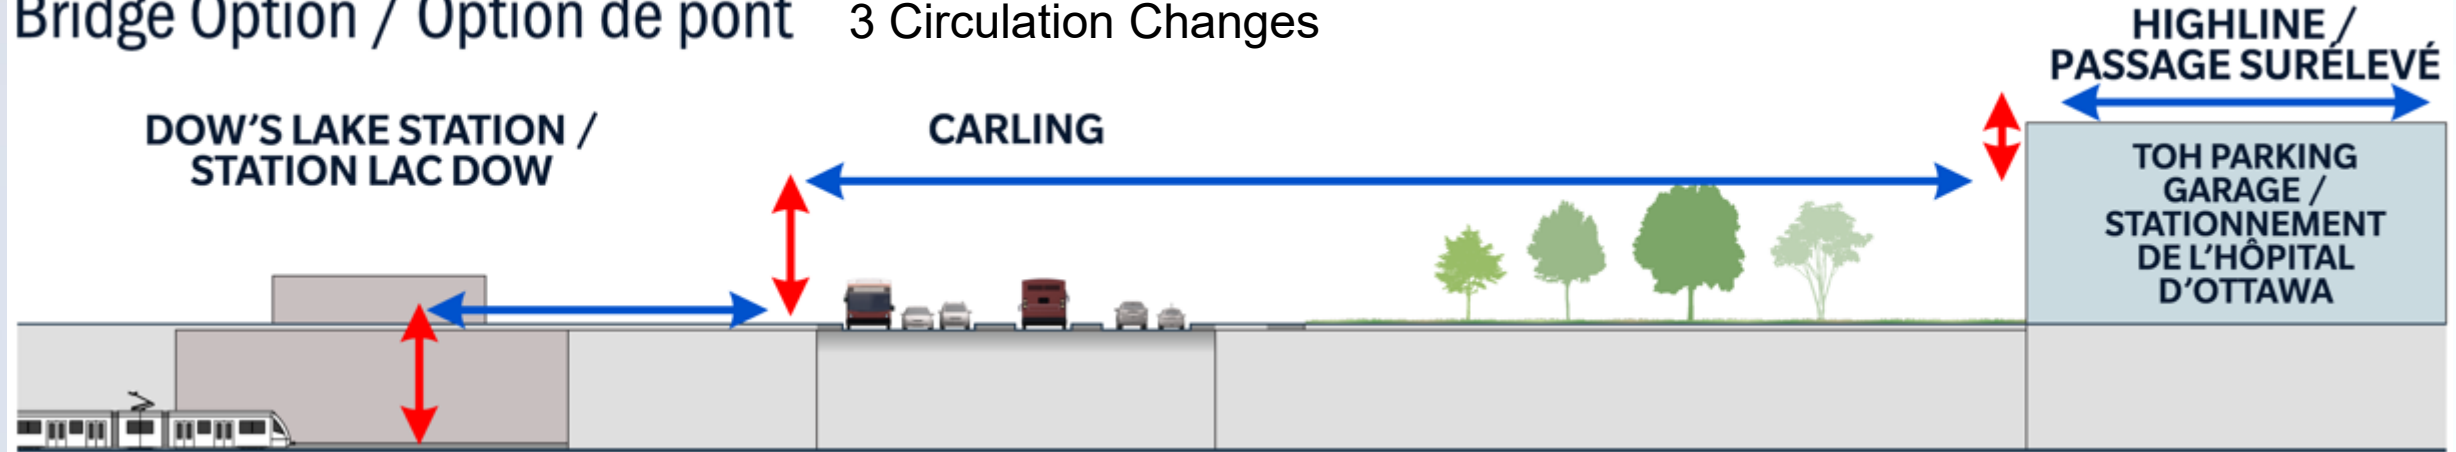 Bridge Option / Option de pont
3 Circulation Changes
HIGHLINE /
PASSAGE SURÉLEVÉ
DOW'S LAKE STATION /
STATION LAC DOW
CARLING
TOH PARKING
GARAGE /
STATIONNEMENT
DE L'HÔPITAL
D'OTTAWA